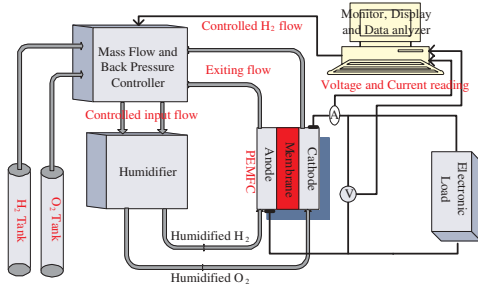 Controlled H2 flow
Monitor, Display
and Data anlyzer
Mass Flow and
Back Pressure
Controller
Exiting flow
Voltage and Current reading
Controlled input flow
A
Humidifier
PEMFC
Anode
Membrane
Cathode
V
Electronic
Load
H2 Tank
O2 Tank
Humidified H2
Humidified O2